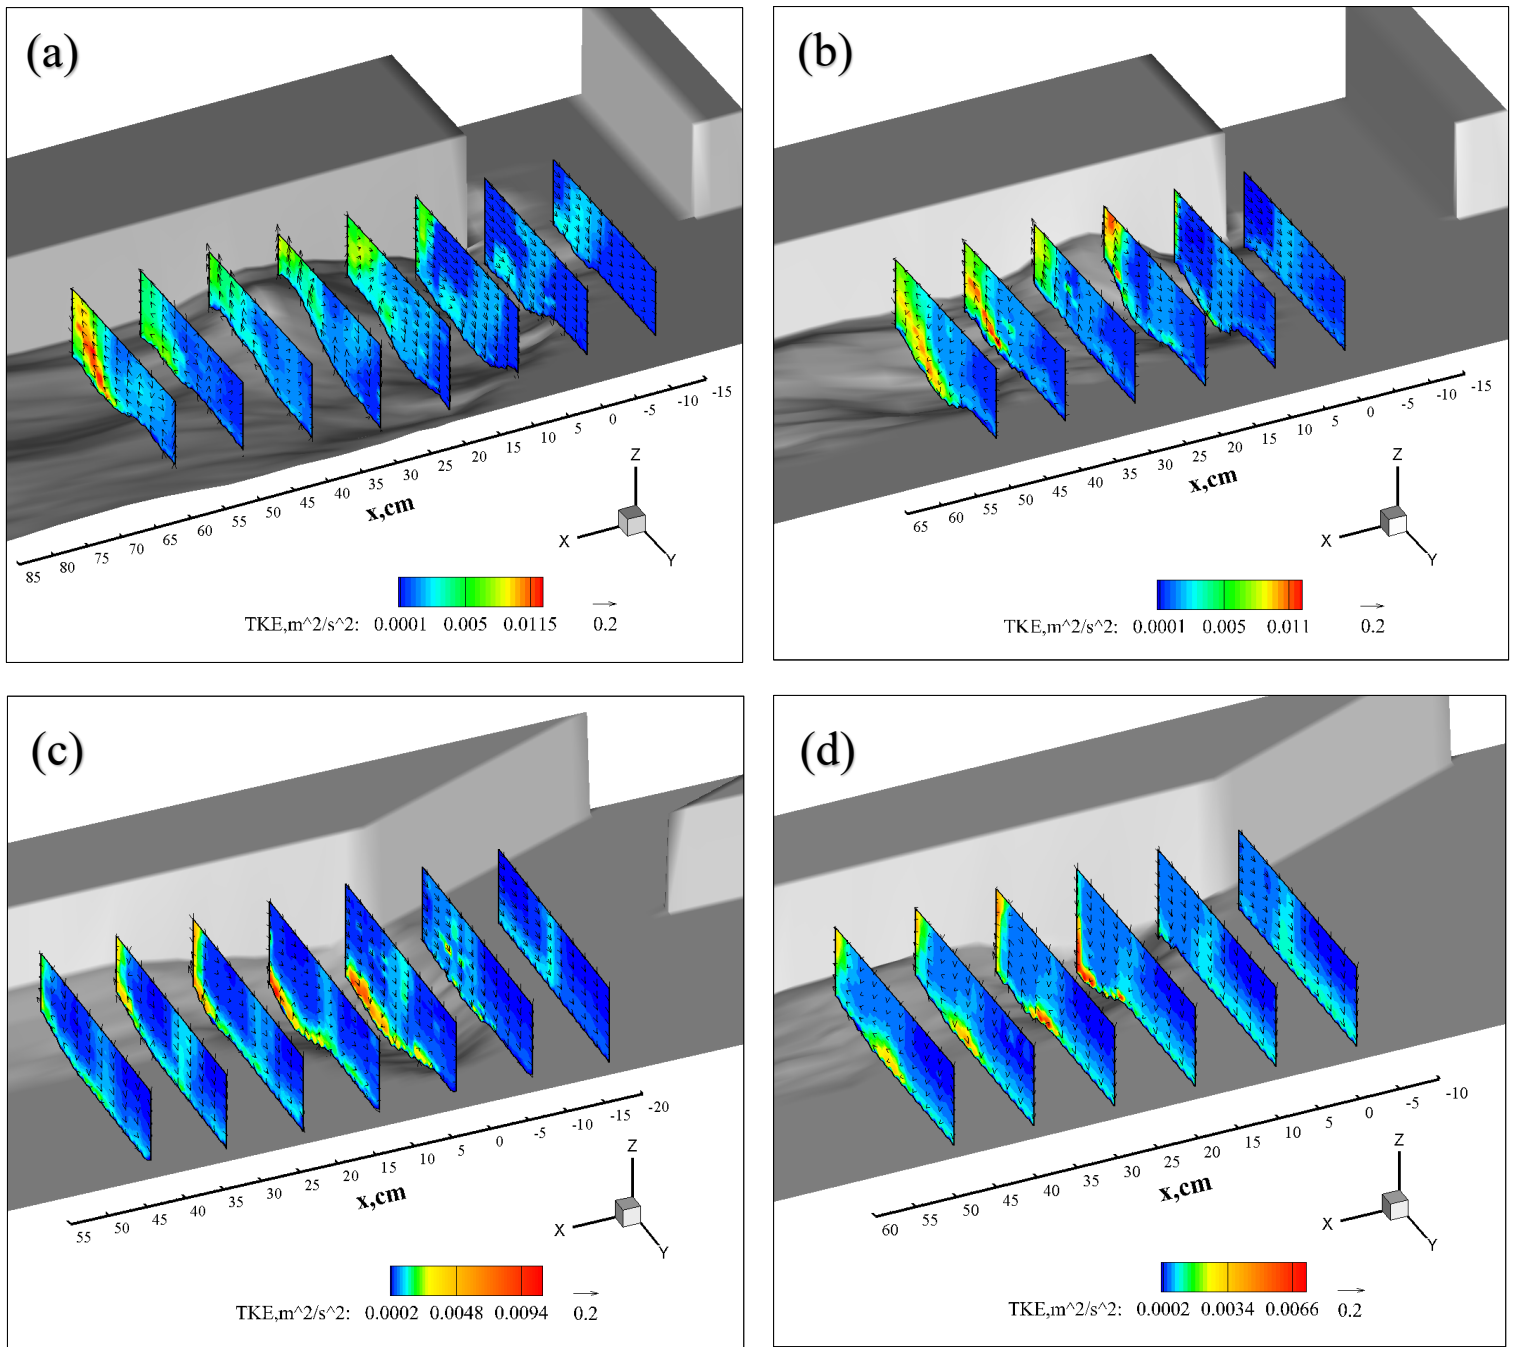 (a)
85 80 75 70 65 60 55 50 45 40 35 30 25 20 15 10 5 0 -5 -10 -15
x,cm
Z
X
Y
TKE,m^2/s^2: 0.0001 0.005 0.0115 0.2
(b)
65 60 55 50 45 40 35 30 25 20 15 10 5 0 -5 -10 -15
x,cm
Z
X
Y
TKE,m^2/s^2: 0.0001 0.005 0.011 0.2
(c)
55 50 45 40 35 30 25 20 15 10 5 0 -5 -10 -15 -20
x,cm
Z
X
Y
TKE,m^2/s^2: 0.0002 0.0048 0.0094 0.2
(d)
60 55 50 45 40 35 30 25 20 15 10 5 0 -5 -10
x,cm
Z
X
Y
TKE,m^2/s^2: 0.0002 0.0034 0.0066 0.2